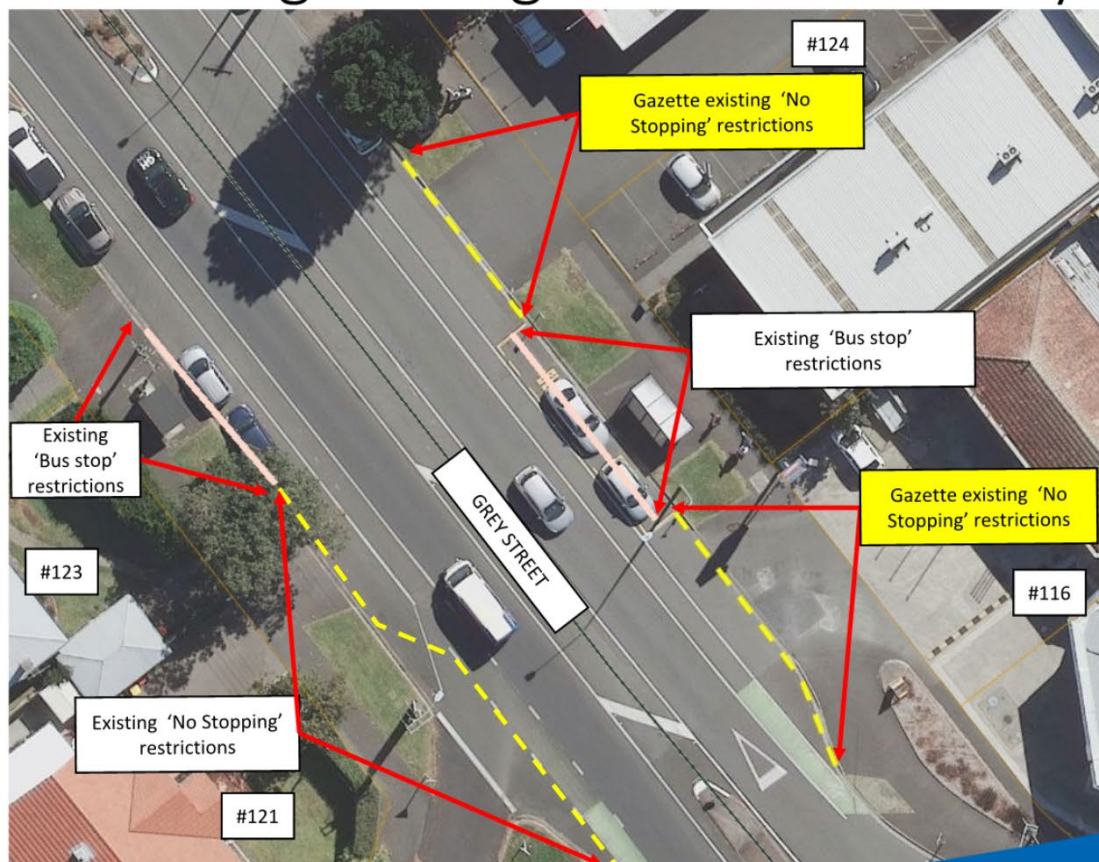 #124
Gazette existing ‘No
Stopping’ restrictions
Existing ‘Bus stop’
restrictions
Existing
‘Bus stop’
restrictions
GREY STREET
Gazette existing ‘No
Stopping’ restrictions
#123
#116
Existing ‘No Stopping’
restrictions
#121